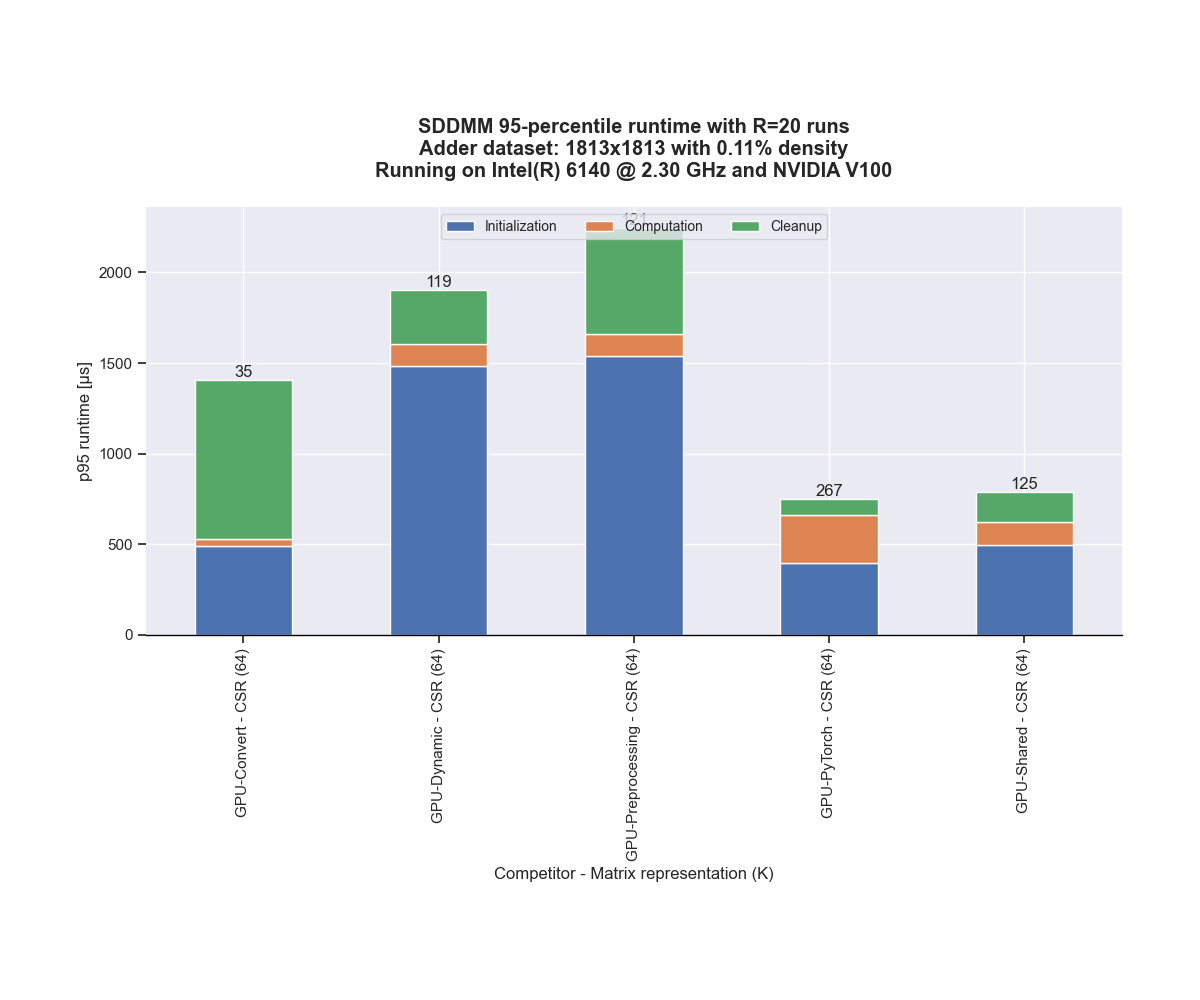 SDDMM 95-percentile runtime with R=20 runs
Adder dataset: 1813x1813 with 0.11% density
Running on Intel(R) 6140 @ 2.30 GHz and NVIDIA V100
121
Initialization Computation Cleanup
2000
119
1500
35
p95 runtime [µs]
1000
267
125
500
0
GPU-Convert - CSR (64)
GPU-Dynamic - CSR (64)
GPU-Preprocessing - CSR (64)
GPU-PyTorch - CSR (64)
GPU-Shared - CSR (64)
Competitor - Matrix representation (K)